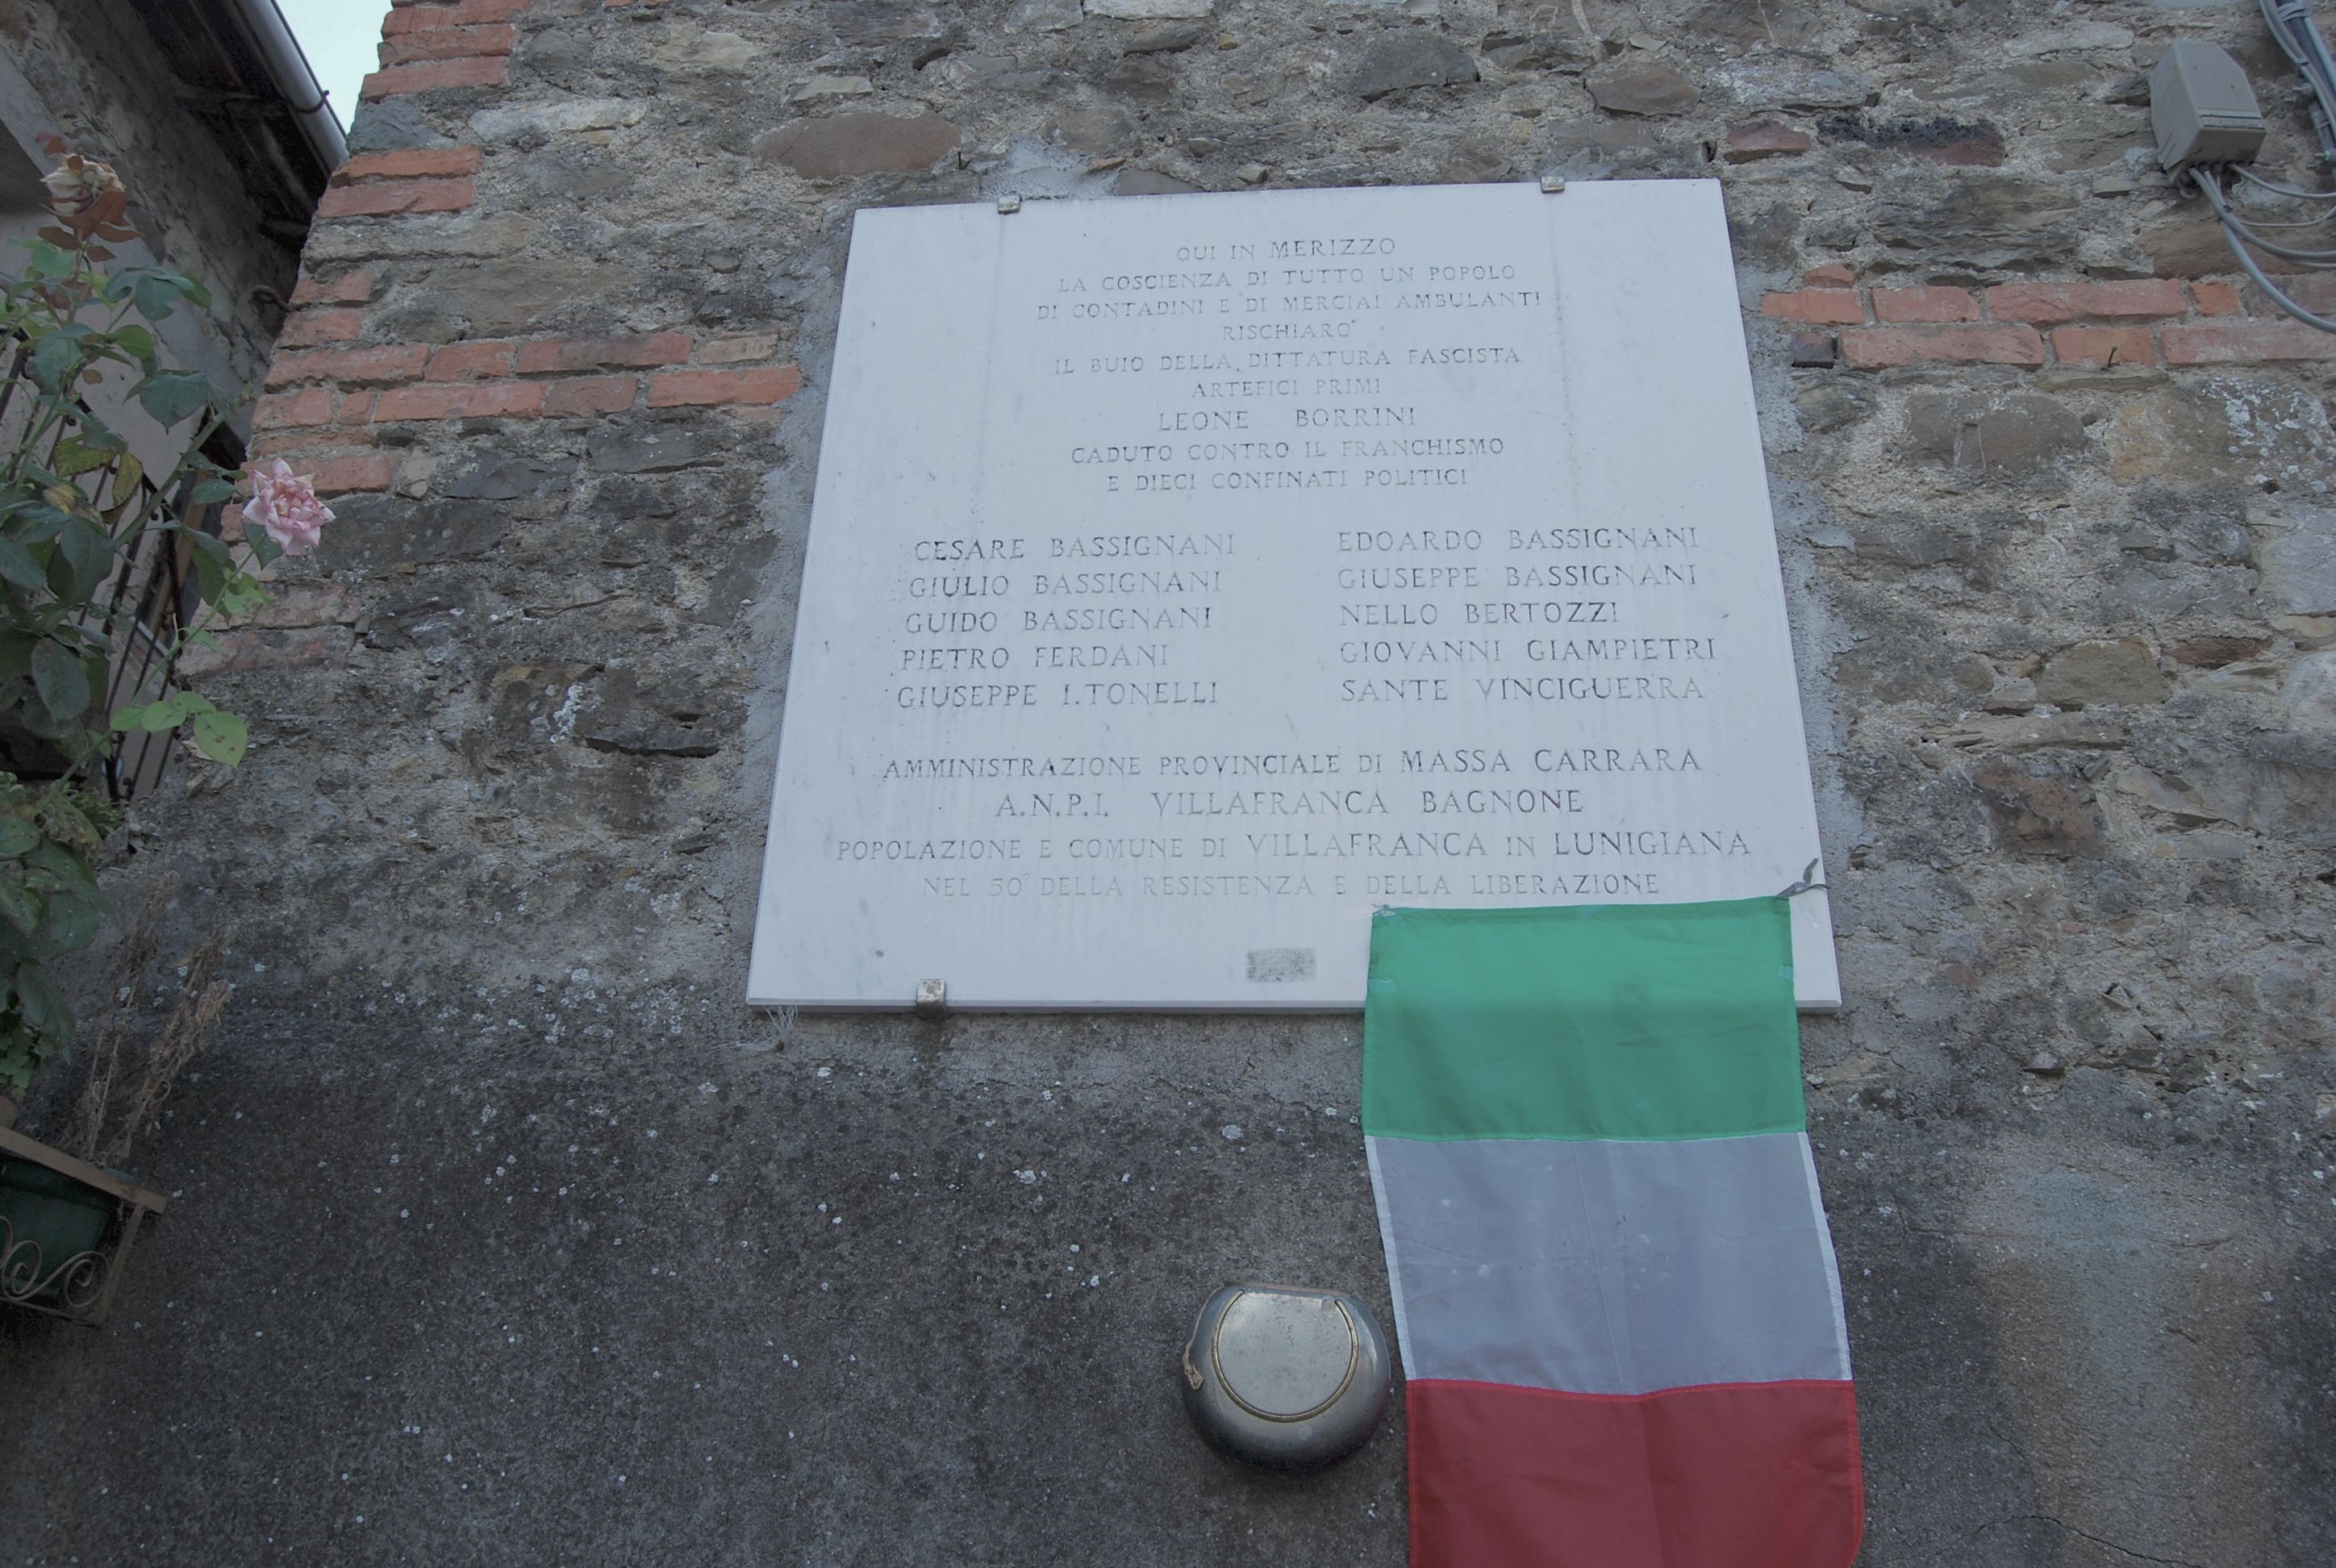 QUI IN MERIZZO
LA COSCIENZA DI TUTTO UN POPOLO
DI CONTADINI E DI MERCIAI AMBULANTI
RISCHIARO'
IL BUIO DELLA DITTATURA FASCISTA
ARTEFICI PRIMI
LEONE BORRINI
CADUTO CONTRO IL FRANCHISMO
E DIECI CONFINATI POLITICI
CESARE BASSIGNANI EDOARDO BASSIGNANI
GIULIO BASSIGNANI GIUSEPPE BASSIGNANI
GUIDO BASSIGNANI NELLO BERTOZZI
PIETRO FERDANI GIOVANNI GIAMPIETRI
GIUSEPPE I. TONELLI SANTE VINCIGUERRA
AMMINISTRAZIONE PROVINCIALE DI MASSA CARRARA
A.N.P.I. VILLAFRANCA BAGNONE
POPOLAZIONE E COMUNE DI VILLAFRANCA IN LUNIGIANA
NEL 50° DELLA RESISTENZA E DELLA LIBERAZIONE